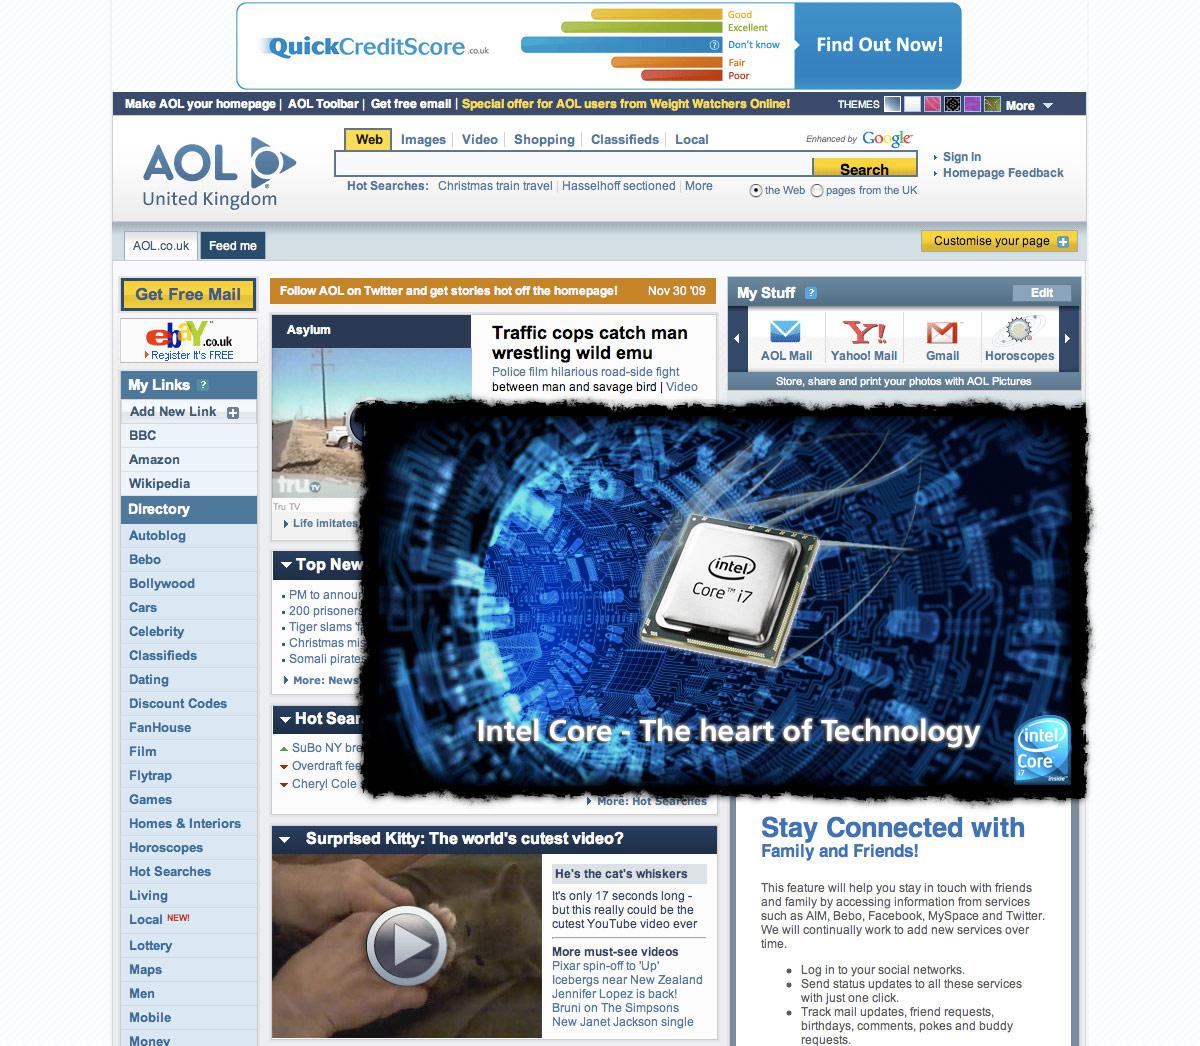 QuickCreditScore.co.uk
Good
Excellent
Don't know
Fair
Poor
Find Out Now!
Make AOL your homepage | AOL Toolbar | Get free email | Special offer for AOL users from Weight Watchers Online!
THEMES More
Web Images Video Shopping Classifieds Local
Enhanced by Google
AOL
United Kingdom
Search
Sign In
Homepage Feedback
Hot Searches: Christmas train travel | Hasselhoff sectioned | More
the Web pages from the UK
AOL.co.uk Feed me
Customise your page
Get Free Mail
ebay.co.uk
Register It's FREE
My Links ?
Add New Link
BBC
Amazon
Wikipedia
Directory
Autoblog
Bebo
Bollywood
Cars
Celebrity
Classifieds
Dating
Discount Codes
FanHouse
Film
Flytrap
Games
Homes & Interiors
Horoscopes
Hot Searches
Living
Local NEW!
Lottery
Maps
Men
Mobile
Money
Follow AOL on Twitter and get stories hot off the homepage! Nov 30 '09
Asylum
Traffic cops catch man
wrestling wild emu
Police film hilarious road-side fight
between man and savage bird | Video
truTV
Tru TV
Life imitates
Top New
PM to announ
200 prisoners
Tiger slams 'fa
Christmas mis
Somali pirates
More: News
Hot Sear
SuBo NY bre
Overdraft fee
Cheryl Cole
More: Hot Searches
My Stuff ? Edit
AOL Mail Yahoo! Mail Gmail Horoscopes
Store, share and print your photos with AOL Pictures
intel
Core™ i7
Intel Core - The heart of Technology
intel
Core
i7
inside™
Surprised Kitty: The world's cutest video?
He's the cat's whiskers
It's only 17 seconds long -
but this really could be the
cutest YouTube video ever
More must-see videos
Pixar spin-off to 'Up'
Icebergs near New Zealand
Jennifer Lopez is back!
Bruni on The Simpsons
New Janet Jackson single
Stay Connected with
Family and Friends!
This feature will help you stay in touch with friends
and family by accessing information from services
such as AIM, Bebo, Facebook, MySpace and Twitter.
We will continually work to add new services over
time.
Log in to your social networks.
Send status updates to all these services
with just one click.
Track mail updates, friend requests,
birthdays, comments, pokes and buddy
requests.